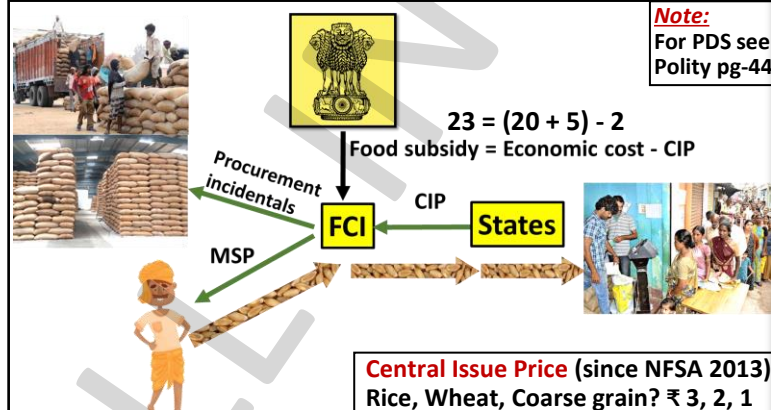 Note:
For PDS see
Polity pg-44
23 = (20 + 5) - 2
Food subsidy = Economic cost - CIP
Procurement
incidentals
CIP
FCI
States
MSP
Central Issue Price (since NFSA 2013)
Rice, Wheat, Coarse grain? ₹ 3, 2, 1